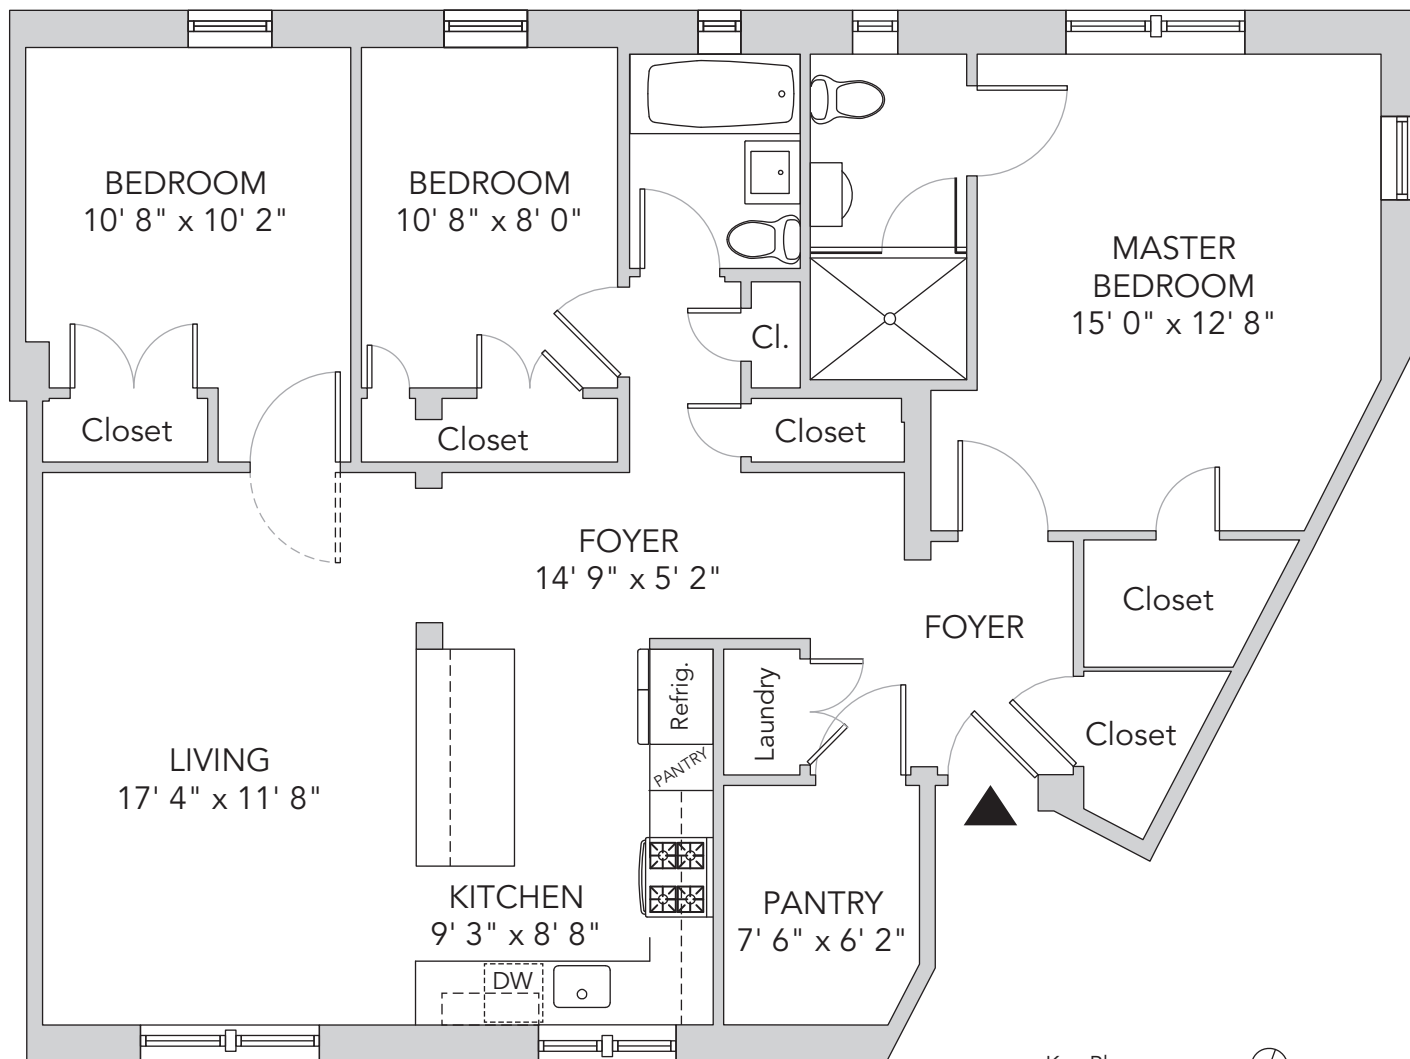 BEDROOM
10' 8" x 10' 2"
BEDROOM
10' 8" x 8' 0"
MASTER
BEDROOM
15' 0" x 12' 8"
Cl.
Closet
Closet
Closet
FOYER
14' 9" x 5' 2"
Closet
FOYER
Refrig.
Laundry
Closet
LIVING
17' 4" x 11' 8"
PANTRY
KITCHEN
9' 3" x 8' 8"
PANTRY
7' 6" x 6' 2"
DW